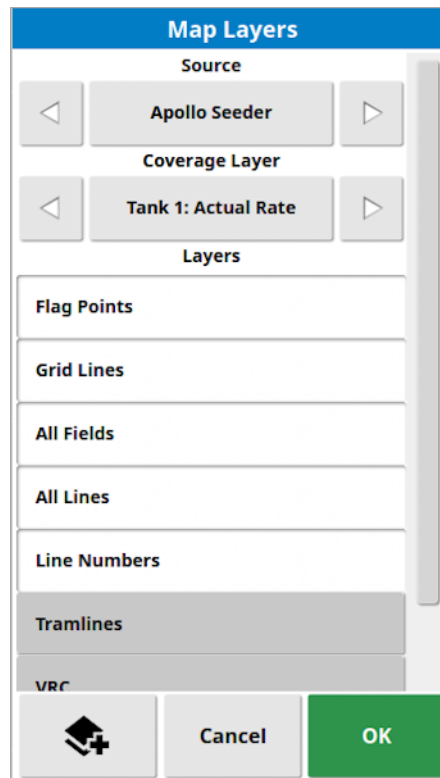 Map Layers
Source
Apollo Seeder
Coverage Layer
Tank 1: Actual Rate
Layers
Flag Points
Grid Lines
All Fields
All Lines
Line Numbers
Tramlines
VRC
Cancel
OK